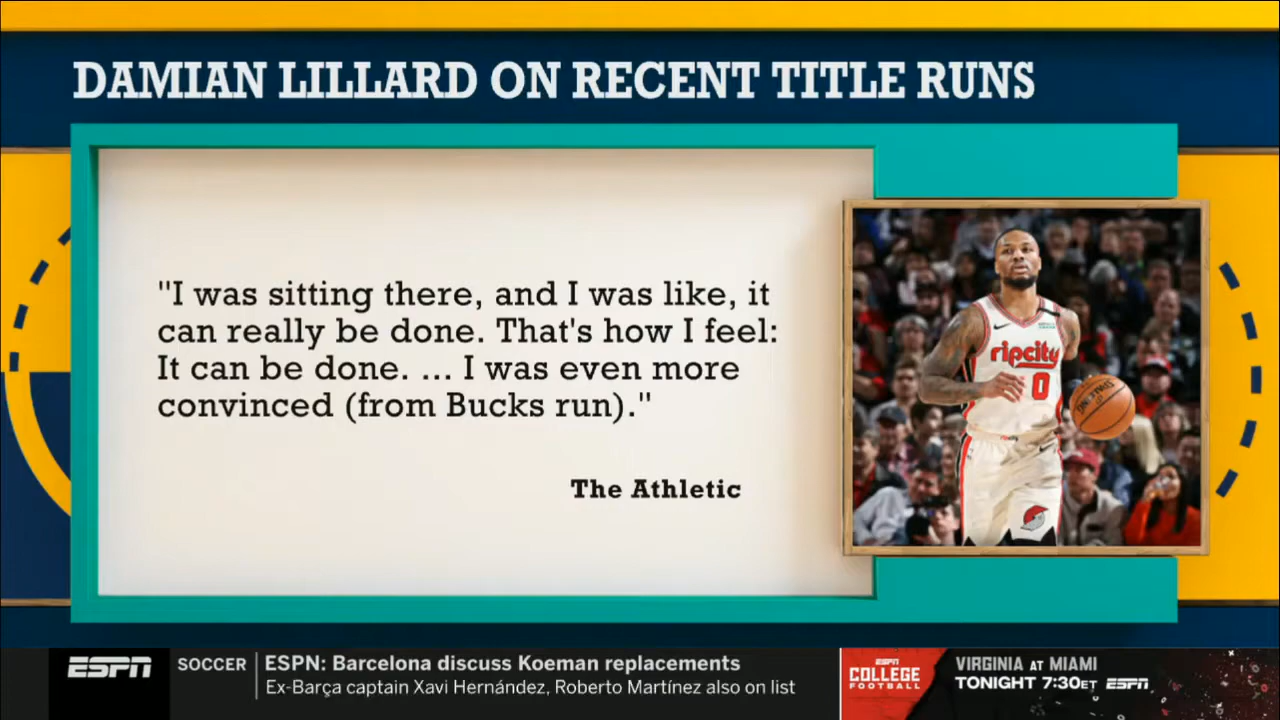 DAMIAN LILLARD ON RECENT TITLE RUNS
"I was sitting there, and I was like, it
can really be done. That's how I feel:
It can be done. ... I was even more
convinced (from Bucks run)."
The Athletic
ripcity
0
SPALDING
ESPN
SOCCER
ESPN: Barcelona discuss Koeman replacements
Ex-Barça captain Xavi Hernández, Roberto Martínez also on list
ESPN
COLLEGE
FOOTBALL
VIRGINIA AT MIAMI
TONIGHT 7:30ET ESPN